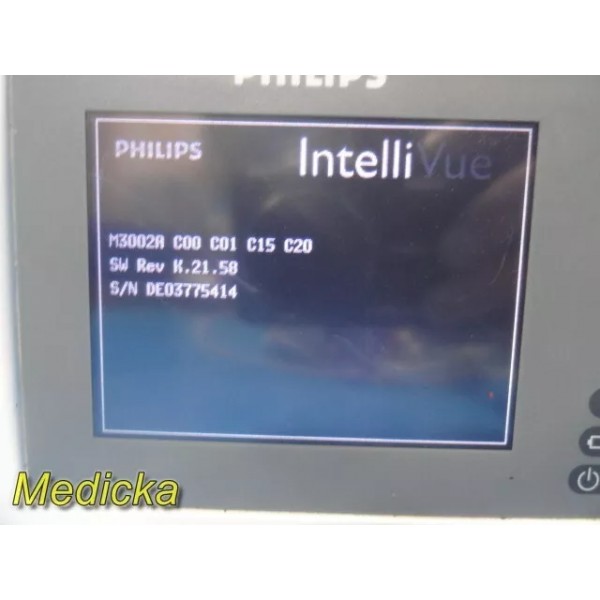 PHILIPS
PHILIPS IntelliVue
M3002A C00 C01 C15 C20
SW Rev K.21.58
S/N DE03775414
Medicka